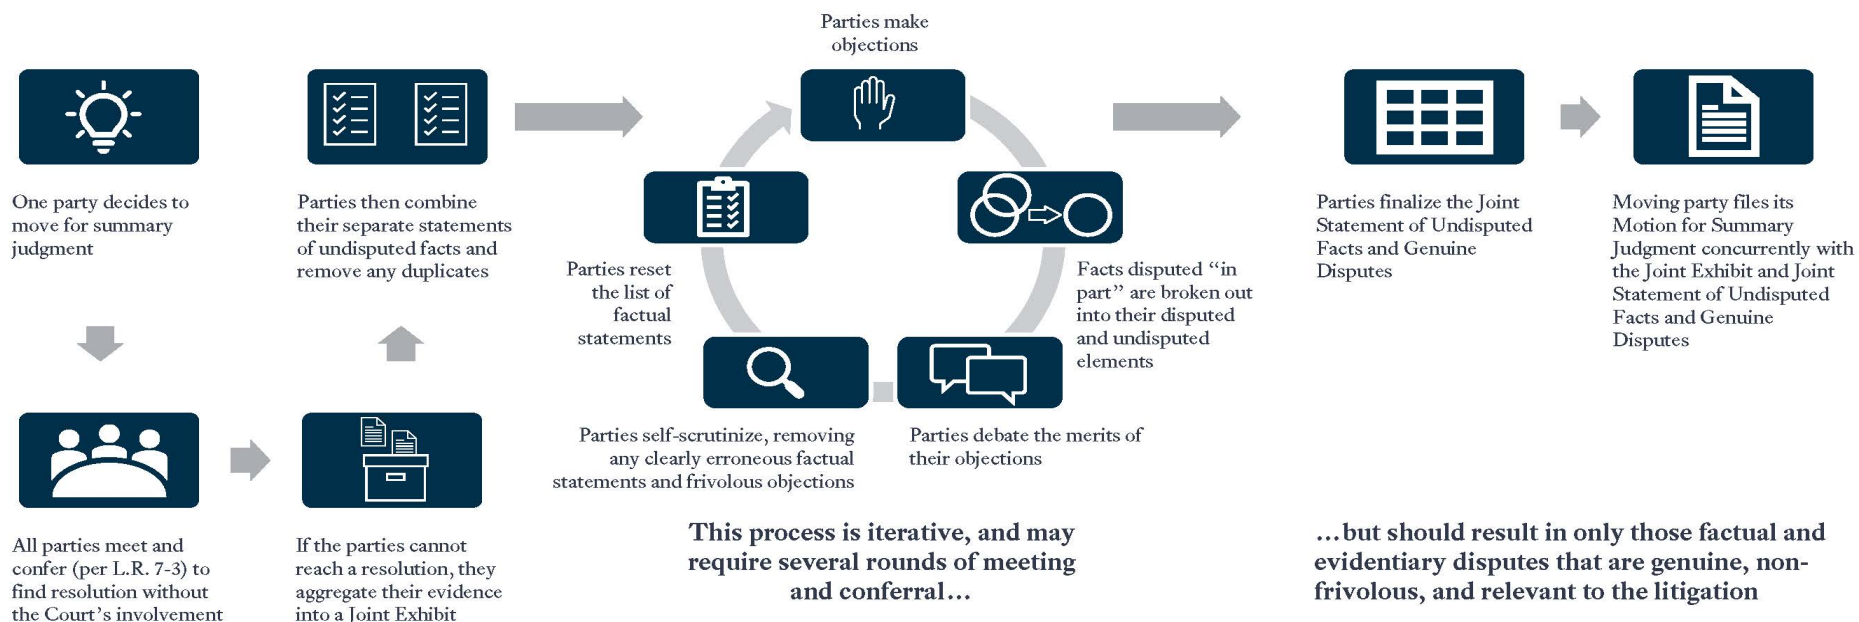 One party decides to
move for summary
judgment
All parties meet and
confer (per L.R. 7-3) to
find resolution without
the Court's involvement
If the parties cannot
reach a resolution, they
aggregate their evidence
into a Joint Exhibit
Parties then combine
their separate statements
of undisputed facts and
remove any duplicates
Parties make
objections
Facts disputed “in
part” are broken out
into their disputed
and undisputed
elements
Parties debate the merits of
their objections
Parties self-scrutinize, removing
any clearly erroneous factual
statements and frivolous objections
Parties reset
the list of
factual
statements
This process is iterative, and may
require several rounds of meeting
and conferral…
Parties finalize the Joint
Statement of Undisputed
Facts and Genuine
Disputes
Moving party files its
Motion for Summary
Judgment concurrently with
the Joint Exhibit and Joint
Statement of Undisputed
Facts and Genuine
Disputes
…but should result in only those factual and
evidentiary disputes that are genuine, non-
frivolous, and relevant to the litigation